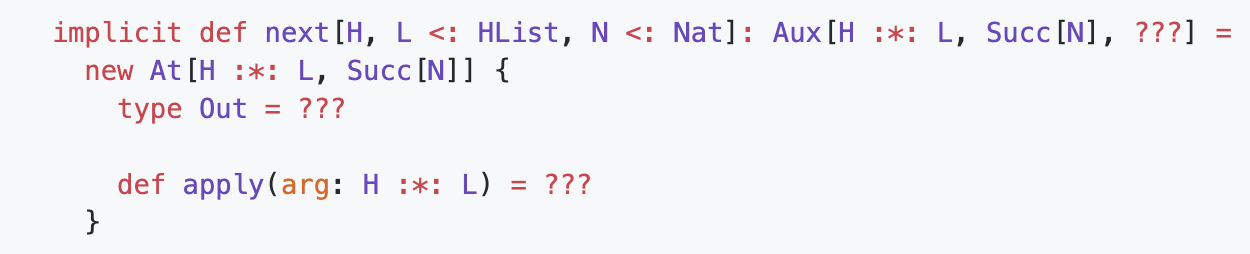 implicit def next[H, L <: HList, N <: Nat]: Aux[H :*: L, Succ[N], ???] =
new At[H :*: L, Succ[N]] {
type Out = ???
def apply(arg: H :*: L) = ???
}